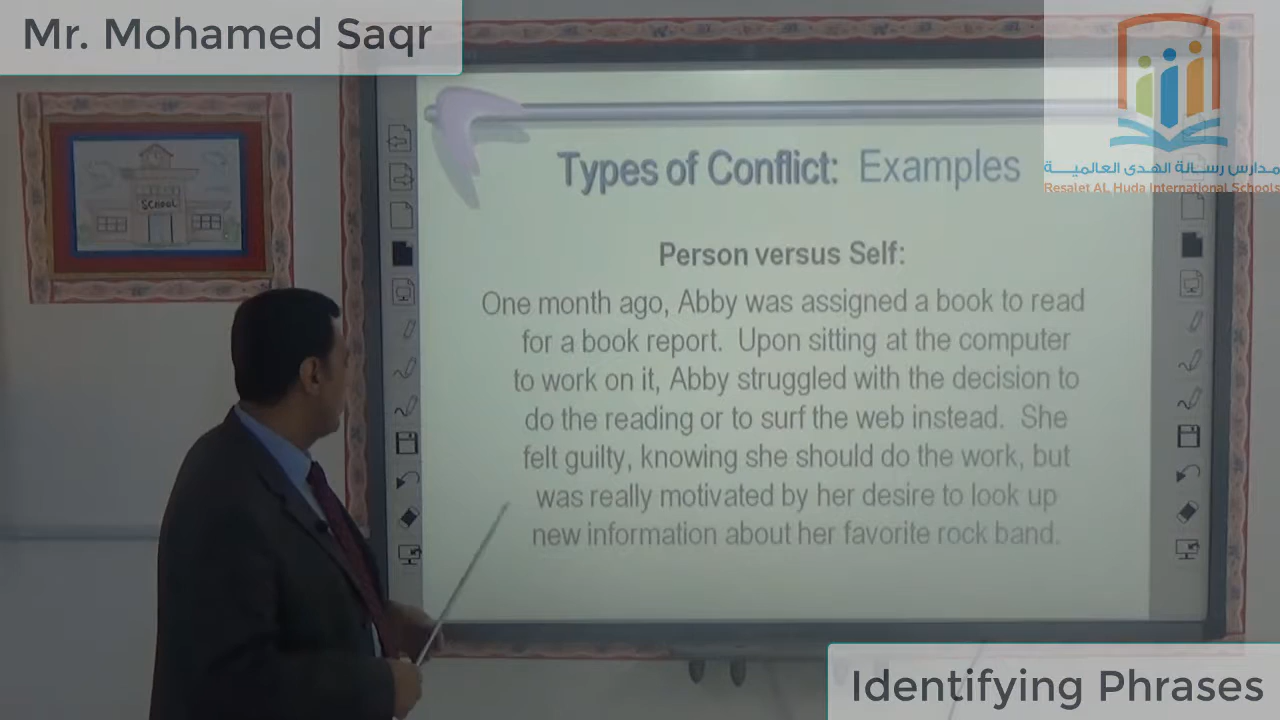 Mr. Mohamed Saqr
مدارس رسالة الهدى العالمية
Resalet AL Huda International Schools
SCHOOL
Types of Conflict: Examples
Person versus Self:
One month ago, Abby was assigned a book to read
for a book report. Upon sitting at the computer
to work on it, Abby struggled with the decision to
do the reading or to surf the web instead. She
felt guilty, knowing she should do the work, but
was really motivated by her desire to look up
new information about her favorite rock band.
Identifying Phrases